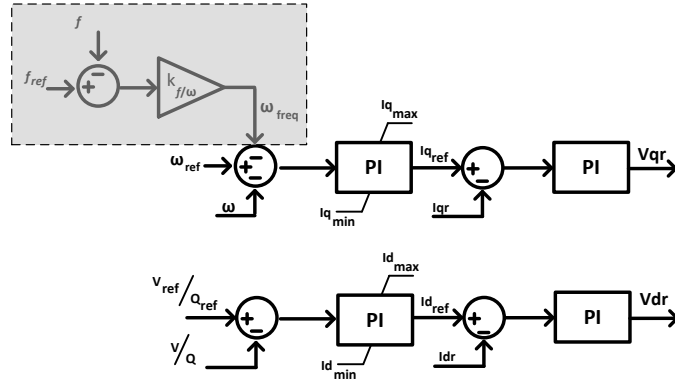 f
f_ref
+
−
k_f/ω
ω_freq
Iq_max
ω_ref
+
−
−
PI
Iq_ref
+
−
PI
Vqr
ω
Iq_min
Iqr
V_ref/Q_ref
Id_max
+
−
PI
Id_ref
+
−
PI
Vdr
V/Q
Id_min
Idr